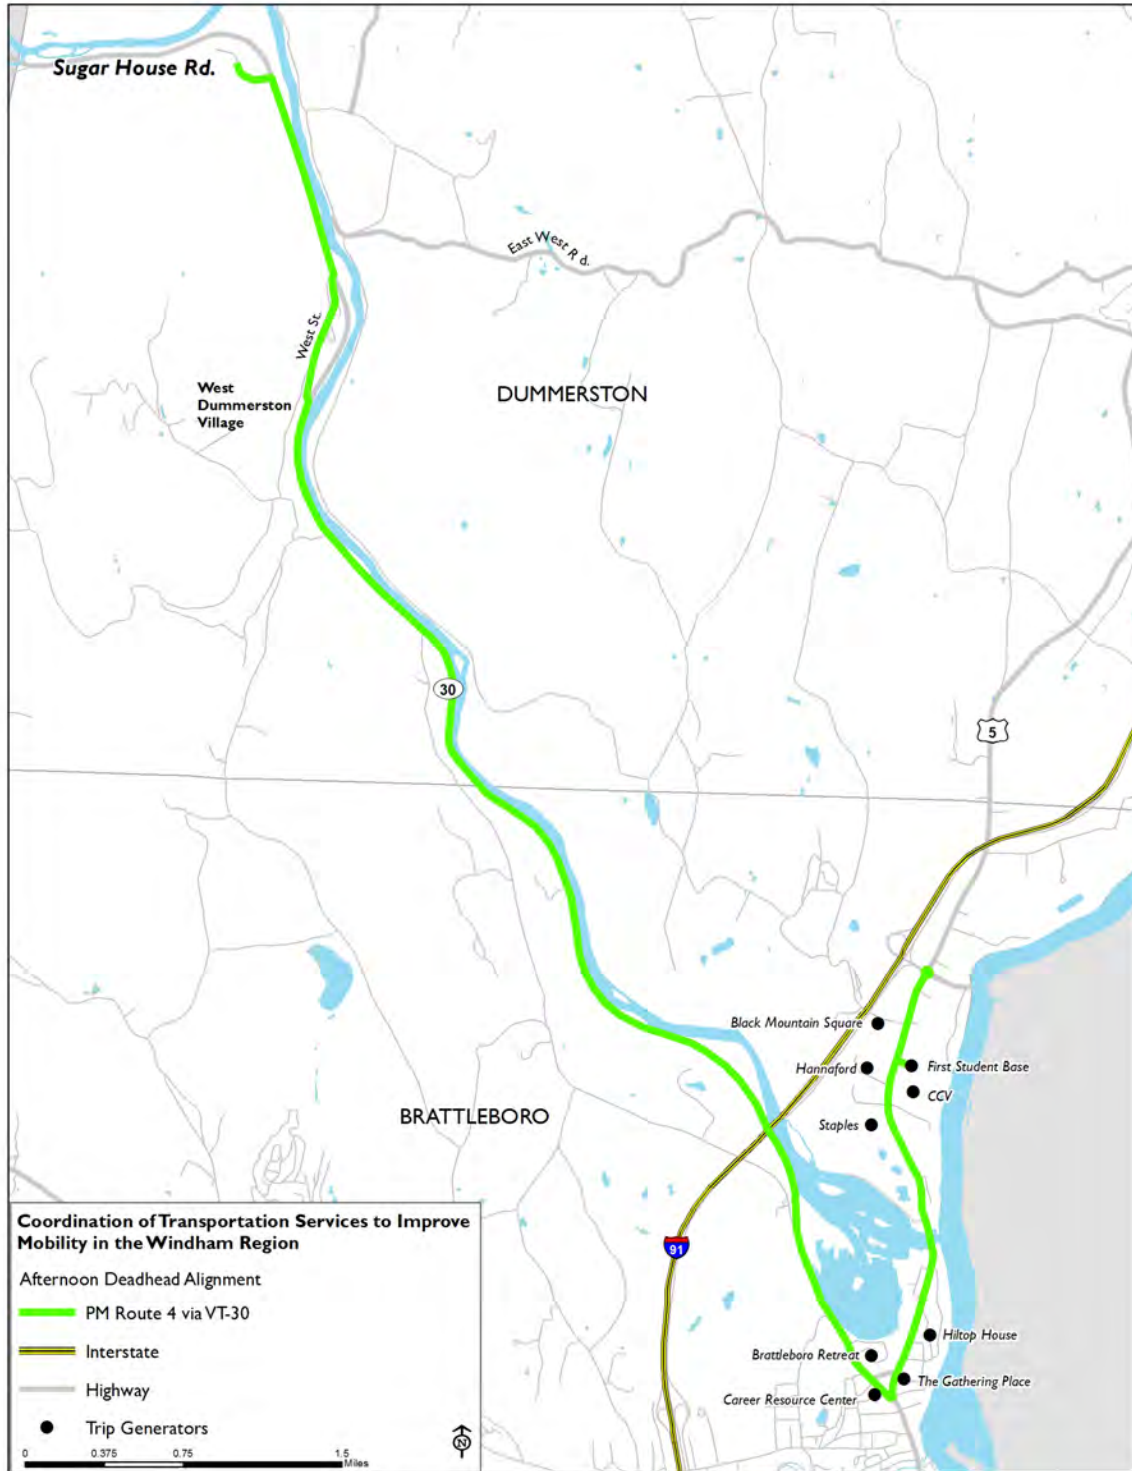 Sugar House Rd.
East West Rd.
West St.
West
Dummerston
Village
DUMMERSTON
30
5
Black Mountain Square
Hannaford
First Student Base
CCV
Staples
BRATTLEBORO
91
Hiltop House
Brattleboro Retreat
The Gathering Place
Career Resource Center
Coordination of Transportation Services to Improve
Mobility in the Windham Region
Afternoon Deadhead Alignment
PM Route 4 via VT-30
Interstate
Highway
Trip Generators
N
0 0.375 0.75 1.5
Miles